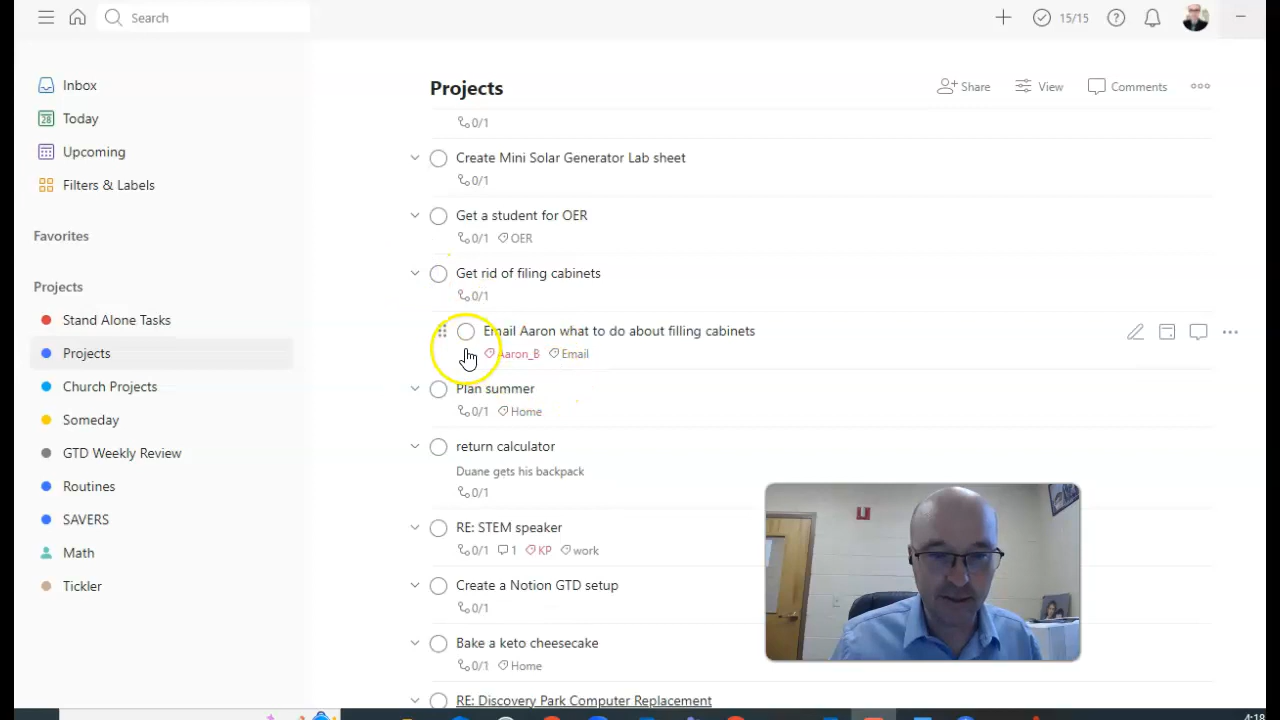 Search
15/15
Inbox
28
Today
Upcoming
Filters & Labels
Favorites
Projects
Stand Alone Tasks
Projects
Church Projects
Someday
GTD Weekly Review
Routines
SAVERS
Math
Tickler
Projects
Share
View
Comments
0/1
Create Mini Solar Generator Lab sheet
0/1
Get a student for OER
0/1 OER
Get rid of filing cabinets
0/1
Email Aaron what to do about filling cabinets
Aaron_B Email
Plan summer
0/1 Home
return calculator
Duane gets his backpack
0/1
RE: STEM speaker
0/1 1 KP work
Create a Notion GTD setup
0/1
Bake a keto cheesecake
0/1 Home
RE: Discovery Park Computer Replacement
4:18